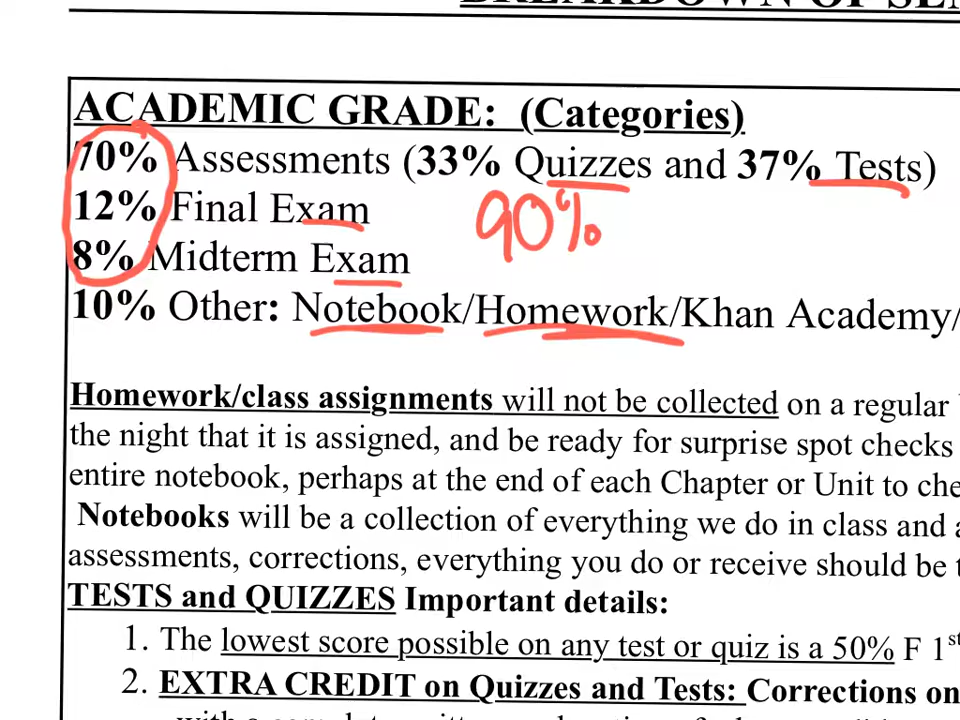 BREAKDOWN OF
ACADEMIC GRADE: (Categories)
70% Assessments (33% Quizzes and 37% Tests)
12% Final Exam
90%
8% Midterm Exam
10% Other: Notebook/Homework/Khan Academy/
Homework/class assignments will not be collected on a regular
the night that it is assigned, and be ready for surprise spot checks
entire notebook, perhaps at the end of each Chapter or Unit to che
Notebooks will be a collection of everything we do in class and a
assessments, corrections, everything you do or receive should be t
TESTS and QUIZZES Important details:
1. The lowest score possible on any test or quiz is a 50% F 1st
2. EXTRA CREDIT on Quizzes and Tests: Corrections on